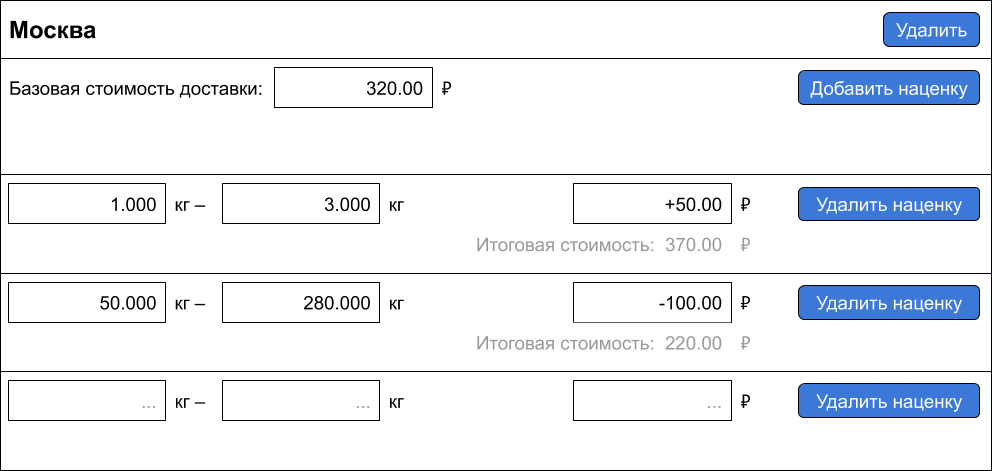 Москва Удалить
Базовая стоимость доставки: 320.00 ₽ Добавить наценку
1.000 кг – 3.000 кг +50.00 ₽ Удалить наценку
Итоговая стоимость: 370.00 ₽
50.000 кг – 280.000 кг -100.00 ₽ Удалить наценку
Итоговая стоимость: 220.00 ₽
... кг – ... кг ... ₽ Удалить наценку